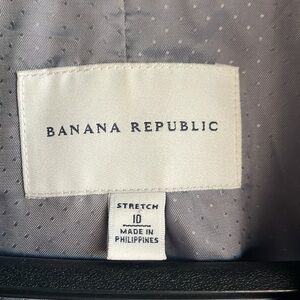 BANANA REPUBLIC
STRETCH
10
MADE IN
PHILIPPINES